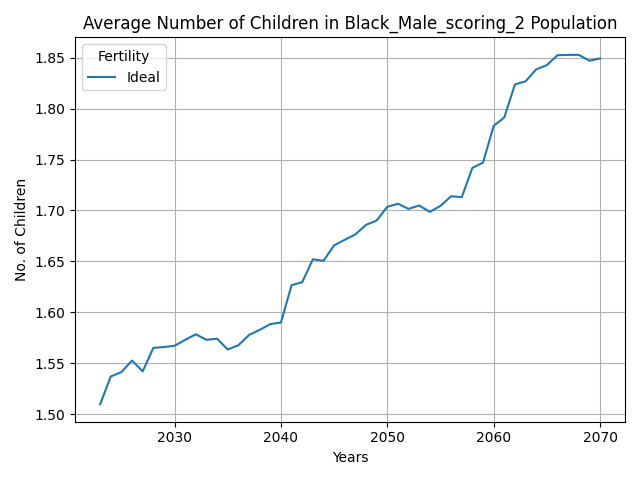 Average Number of Children in Black_Male_scoring_2 Population
Fertility
Ideal
No. of Children
1.85
1.80
1.75
1.70
1.65
1.60
1.55
1.50
2030 2040 2050 2060 2070
Years